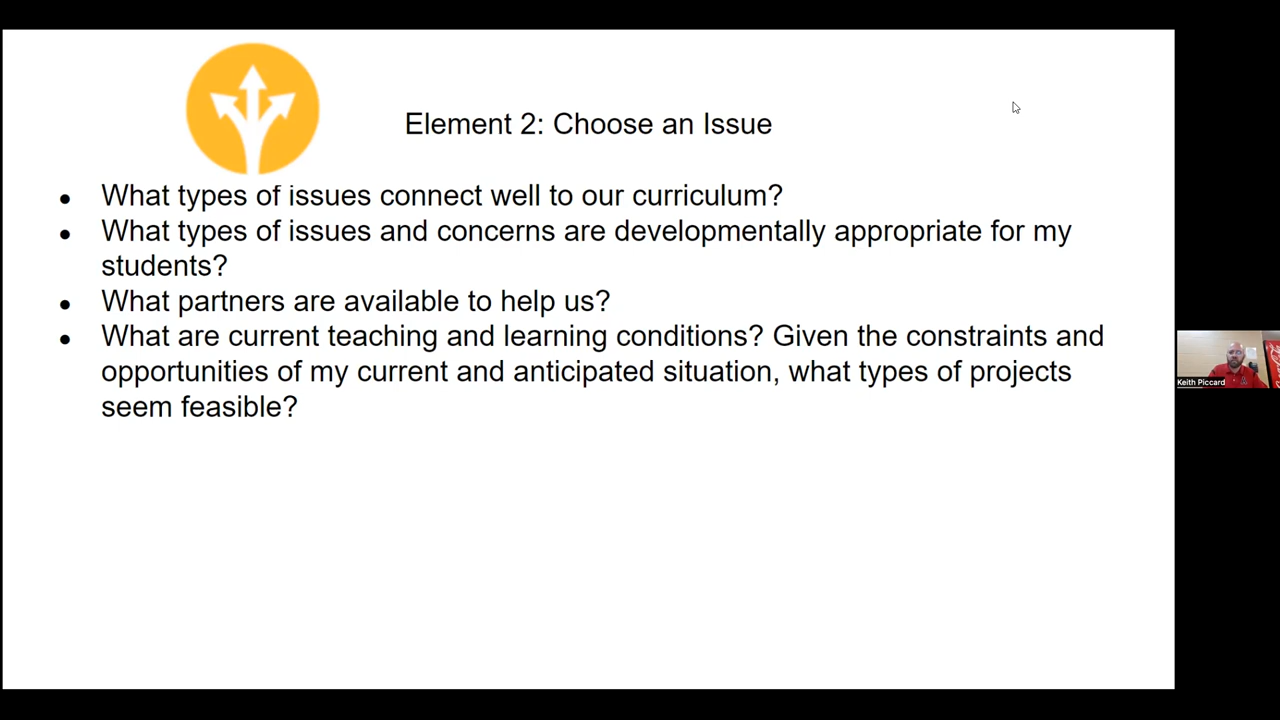 Element 2: Choose an Issue
● What types of issues connect well to our curriculum?
● What types of issues and concerns are developmentally appropriate for my
students?
● What partners are available to help us?
● What are current teaching and learning conditions? Given the constraints and
opportunities of my current and anticipated situation, what types of projects
seem feasible?
Keith Piccard